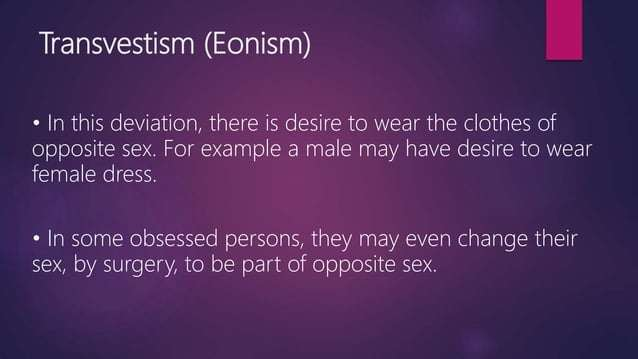 Transvestism (Eonism)
• In this deviation, there is desire to wear the clothes of
opposite sex. For example a male may have desire to wear
female dress.
• In some obsessed persons, they may even change their
sex, by surgery, to be part of opposite sex.